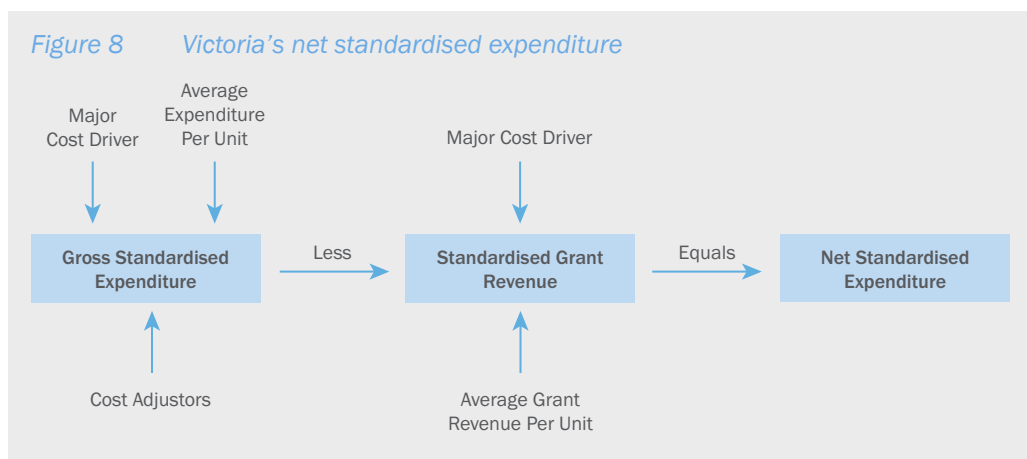 Figure 8 Victoria's net standardised expenditure
Major
Cost Driver
Average
Expenditure
Per Unit
Major Cost Driver
Gross Standardised
Expenditure
Less
Standardised Grant
Revenue
Equals
Net Standardised
Expenditure
Cost Adjustors
Average Grant
Revenue Per Unit